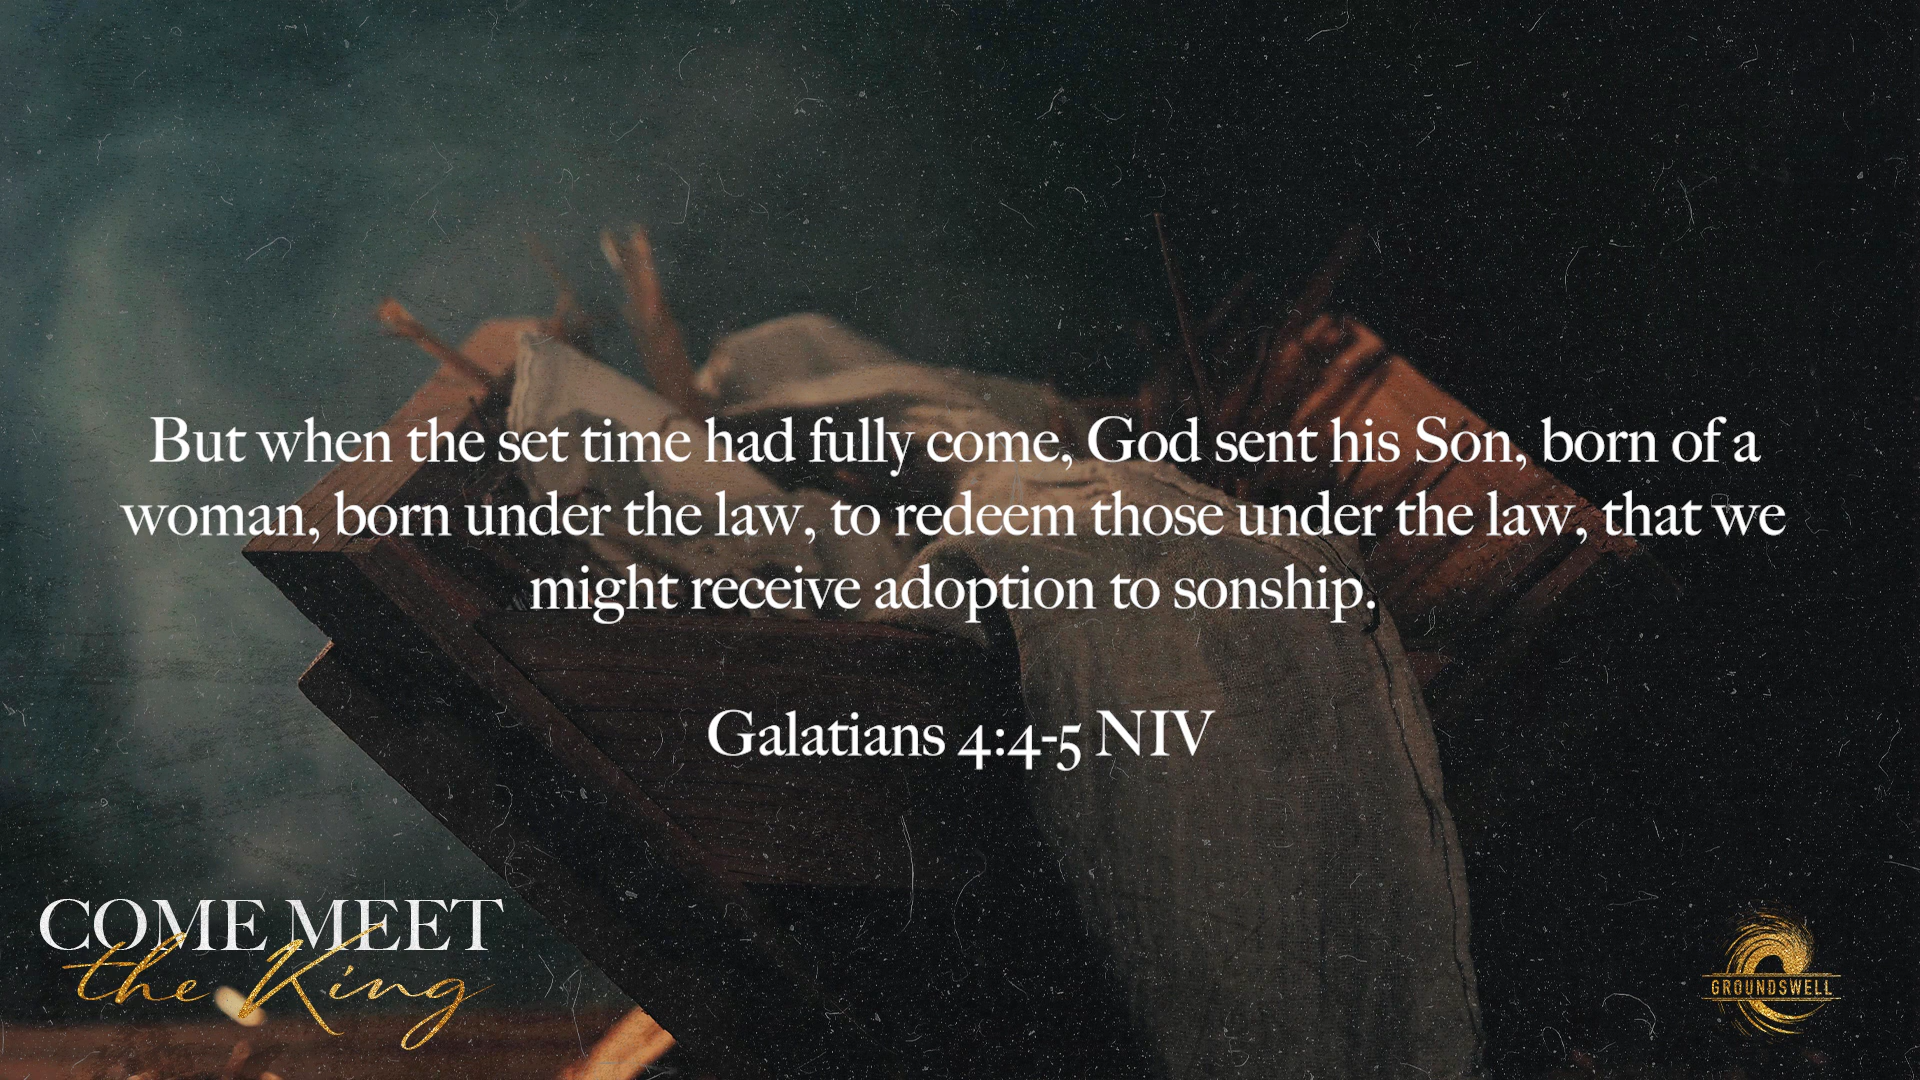 But when the set time had fully come, God sent his Son, born of a
woman, born under the law, to redeem those under the law, that we
might receive adoption to sonship.
Galatians 4:4-5 NIV
COME MEET
the King
GROUNDSWELL